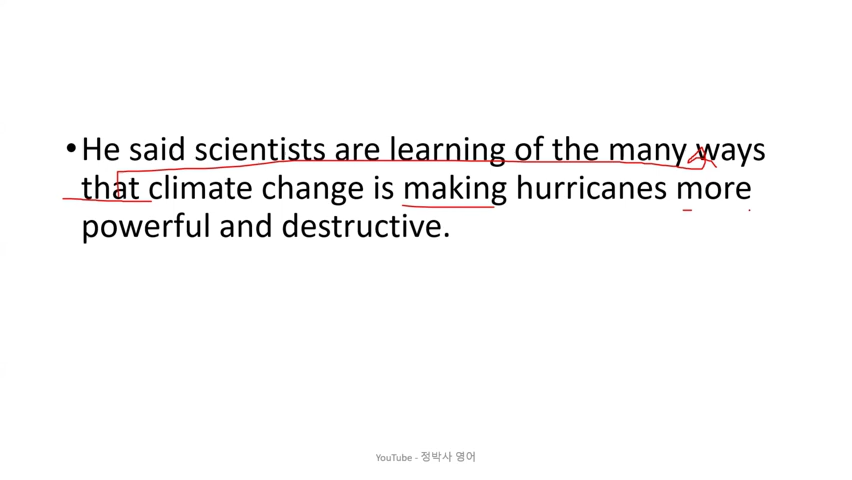 •He said scientists are learning of the many ways
that climate change is making hurricanes more
powerful and destructive.
YouTube - 정박사 영어